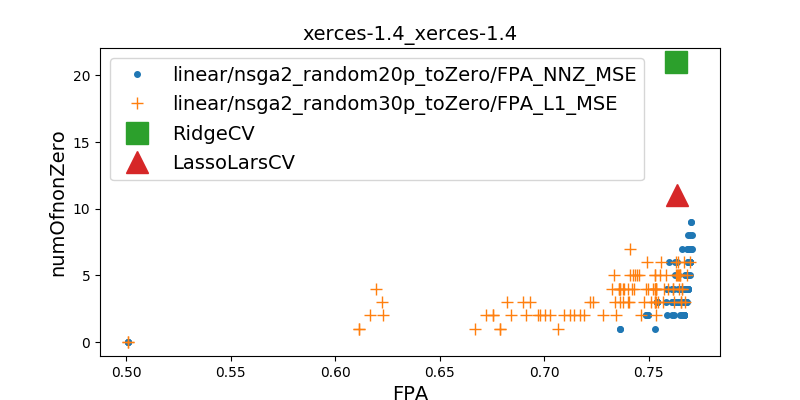 xerces-1.4_xerces-1.4
linear/nsga2_random20p_toZero/FPA_NNZ_MSE
linear/nsga2_random30p_toZero/FPA_L1_MSE
RidgeCV
LassoLarsCV
numOfnonZero
20
15
10
5
0
0.50 0.55 0.60 0.65 0.70 0.75
FPA